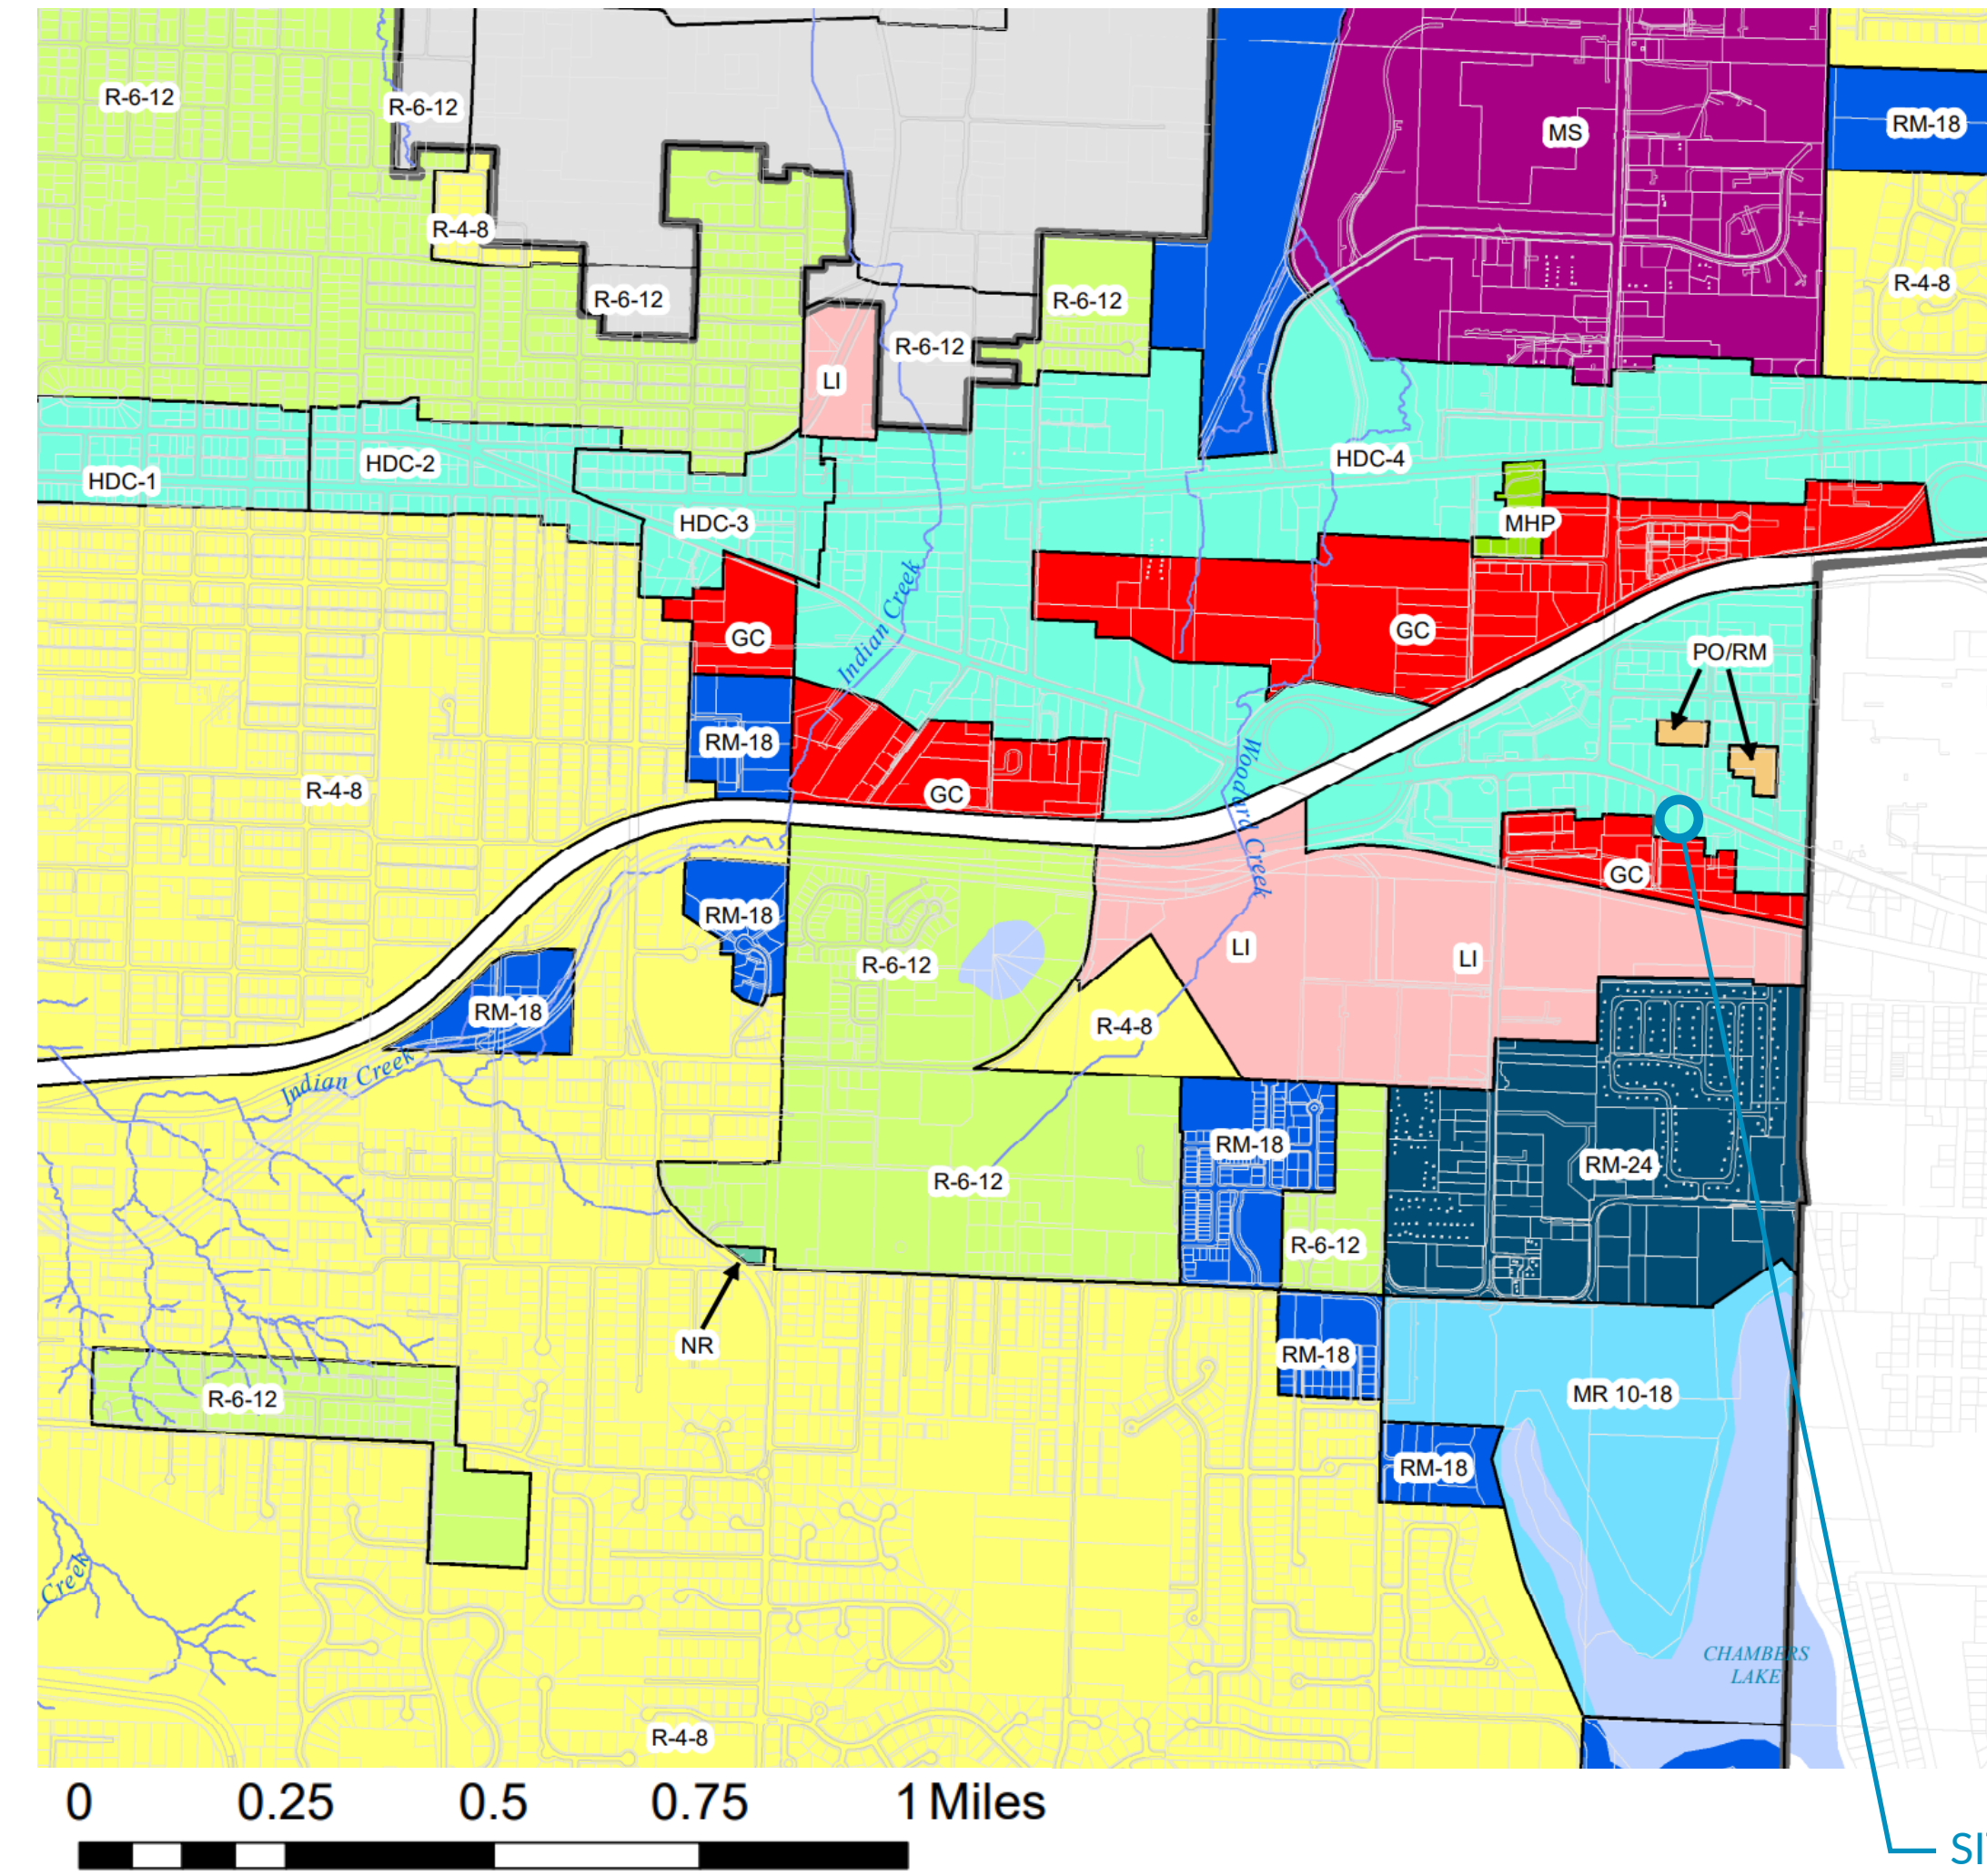 R-6-12
R-6-12
MS
RM-18
R-4-8
R-4-8
R-6-12
R-6-12
R-6-12
LI
HDC-1
HDC-2
HDC-3
HDC-4
MHP
GC
GC
PO/RM
Indian Creek
RM-18
GC
Woodard Creek
R-4-8
GC
RM-18
R-6-12
LI
LI
RM-18
R-4-8
Indian Creek
RM-18
RM-24
R-6-12
R-6-12
NR
RM-18
R-6-12
MR 10-18
RM-18
Creek
CHAMBERS
LAKE
R-4-8
0 0.25 0.5 0.75 1 Miles